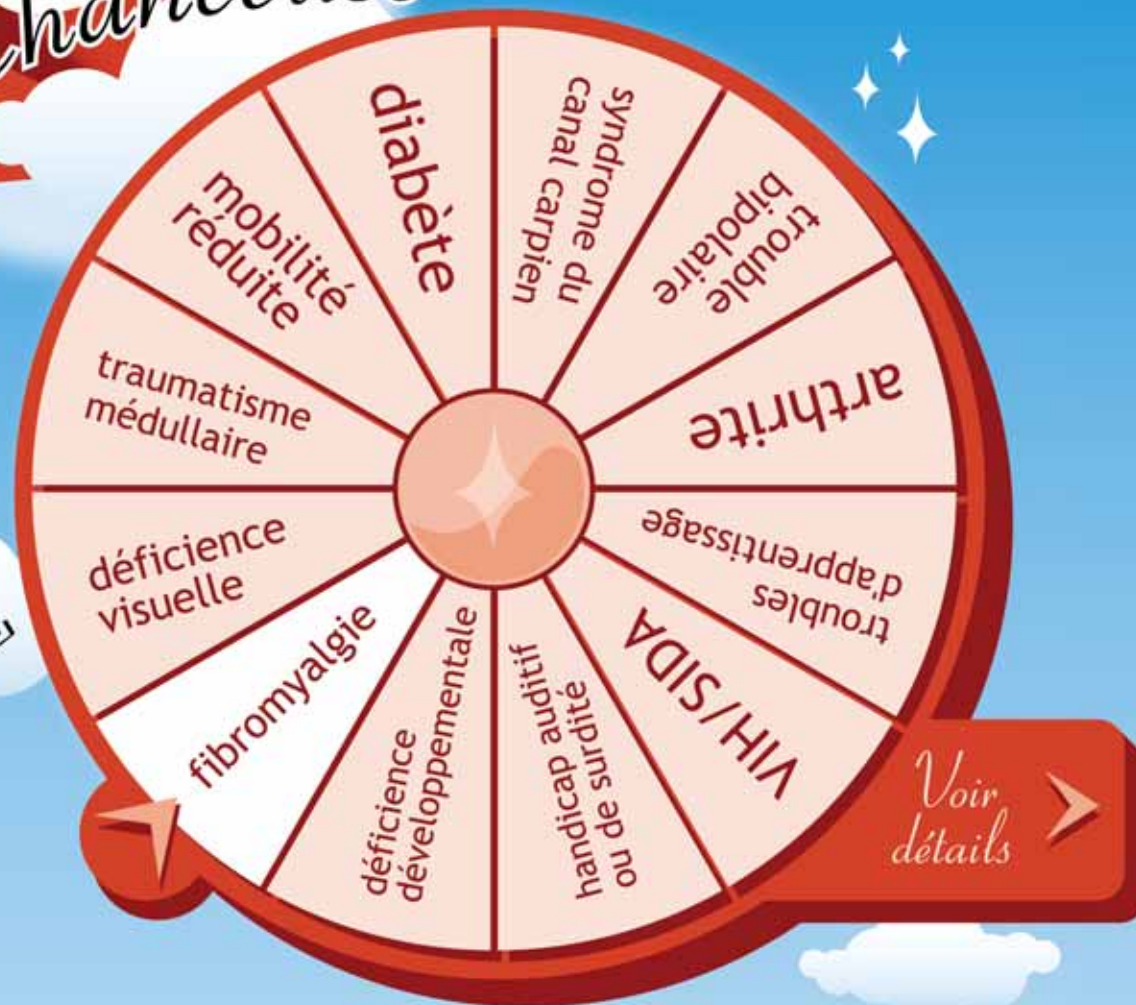 diabète
syndrome du
canal carpien
trouble
bipolaire
arthrite
troubles
d'apprentissage
VIH/SIDA
handicap auditif
ou de surdité
déficience
développementale
fibromyalgie
déficience
visuelle
traumatisme
médullaire
mobilité
réduite
Voir
détails